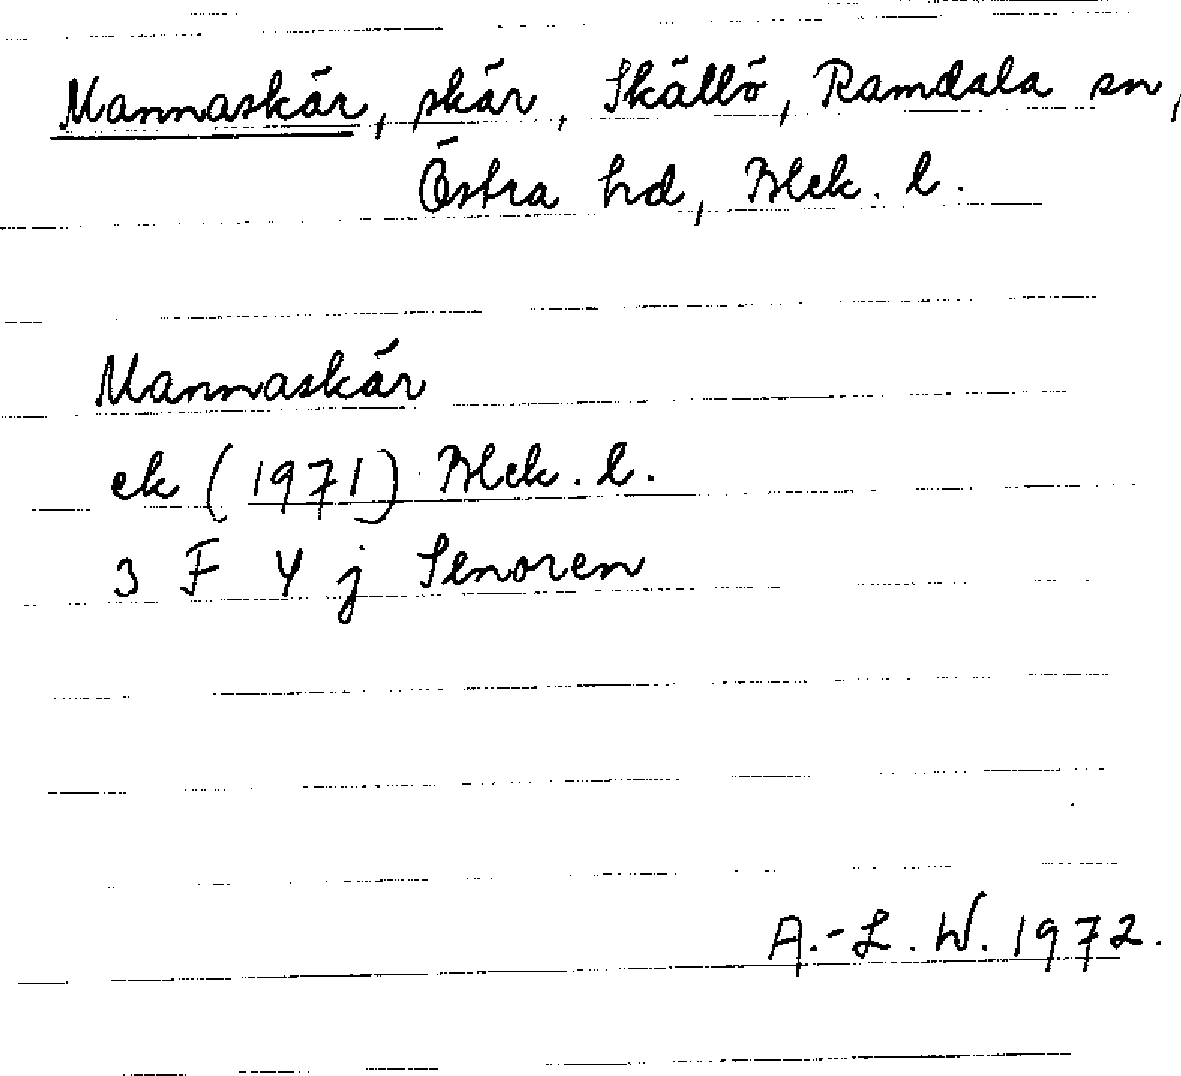 Mannaskär, skär, Skällö, Ramdala sn,
Östra hd, Blek. l.
Mannaskär
ek (1971) Blek. l.
3 F 4 j Senoren
A.-L. W. 1972.